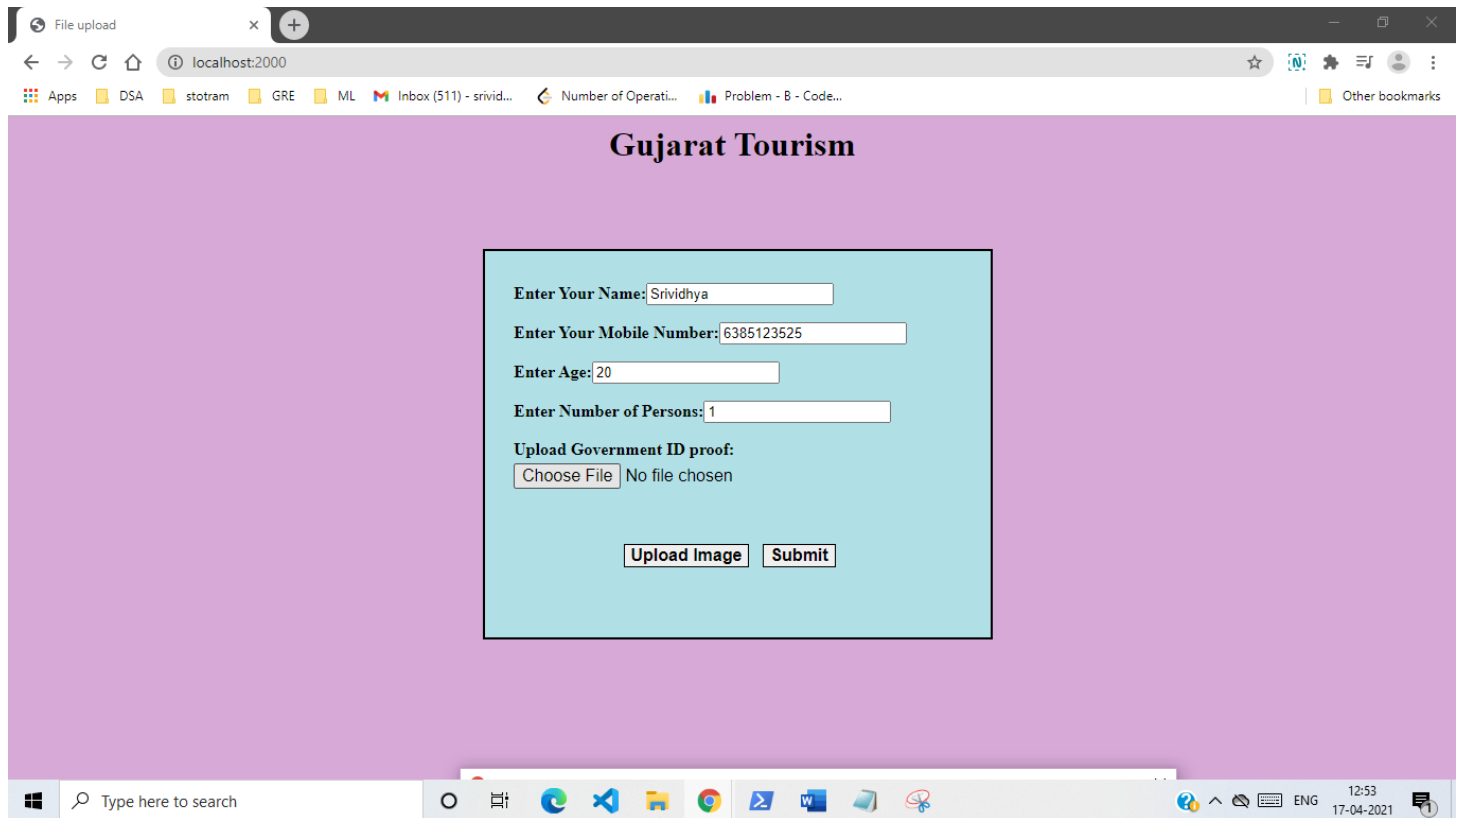 File upload
localhost:2000
Apps DSA stotram GRE ML Inbox (511) - srivid... Number of Operati... Problem - B - Code... Other bookmarks
Gujarat Tourism
Enter Your Name: Srividhya
Enter Your Mobile Number: 6385123525
Enter Age: 20
Enter Number of Persons: 1
Upload Government ID proof:
Choose File No file chosen
Upload Image Submit
Type here to search
ENG
12:53
17-04-2021